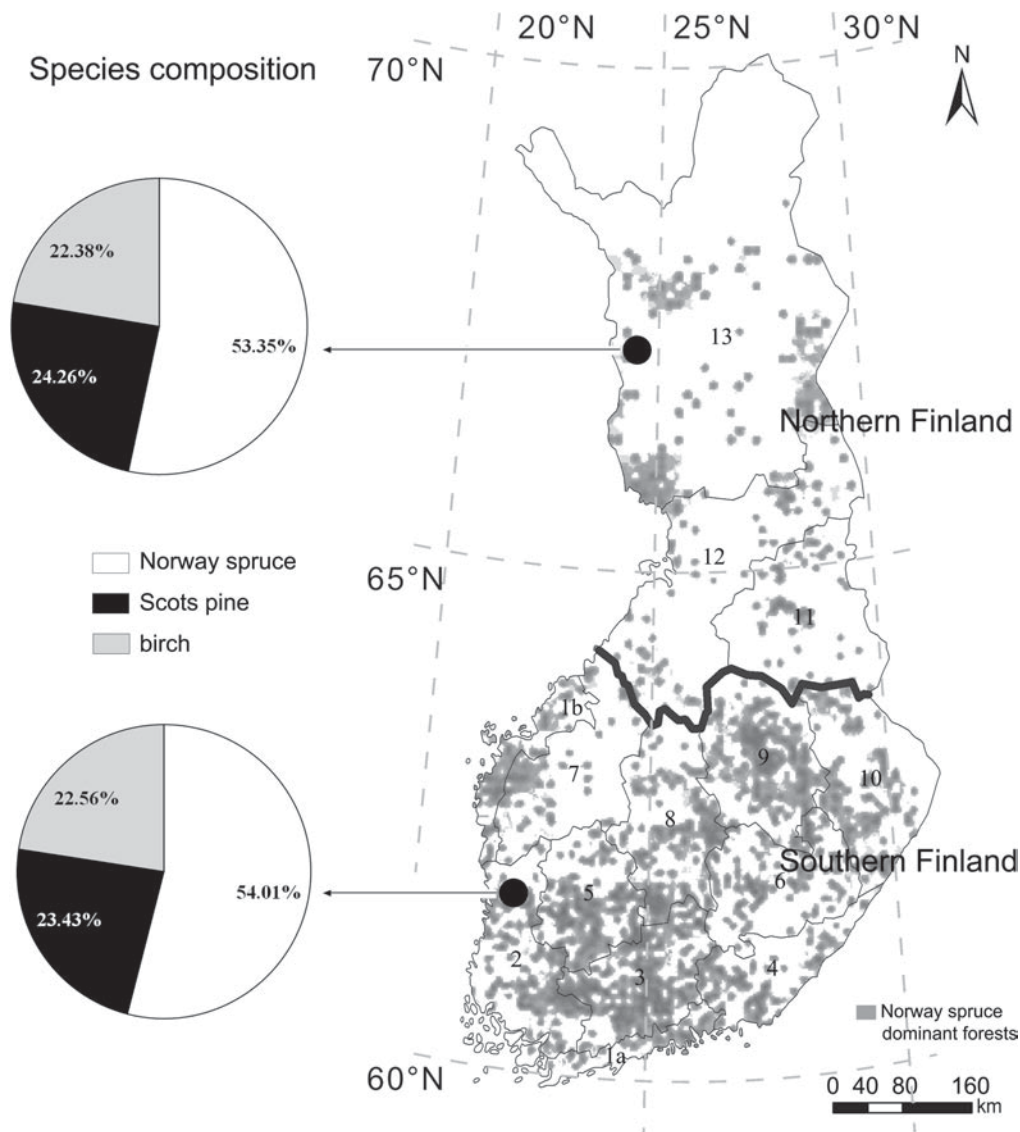 20°N 25°N 30°N
70°N
Species composition
N
22.38%
53.35%
24.26%
13
Northern Finland
Norway spruce
Scots pine
birch
12
65°N
11
1b
9
7
10
8
22.56%
54.01%
23.43%
Southern Finland
5
6
2
3
4
Norway spruce
dominant forests
1a
60°N
0 40 80 160
km